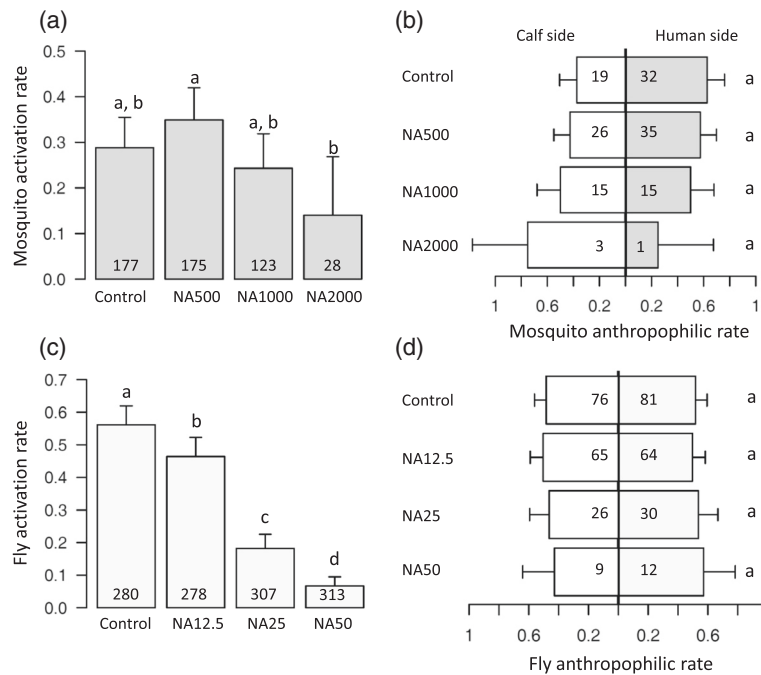 (a)
Mosquito activation rate
0.5
0.4
0.3
0.2
0.1
0.0
a, b
a
a, b
b
177
175
123
28
Control
NA500
NA1000
NA2000
(b)
Calf side
Human side
Control
19
32
a
NA500
26
35
a
NA1000
15
15
a
NA2000
3
1
a
1
0.6
0.2
0.2
0.6
1
Mosquito anthropophilic rate
(c)
Fly activation rate
0.7
0.6
0.5
0.4
0.3
0.2
0.1
0.0
a
b
c
d
280
278
307
313
Control
NA12.5
NA25
NA50
(d)
Control
76
81
a
NA12.5
65
64
a
NA25
26
30
a
NA50
9
12
a
1
0.6
0.2
0.2
0.6
Fly anthropophilic rate